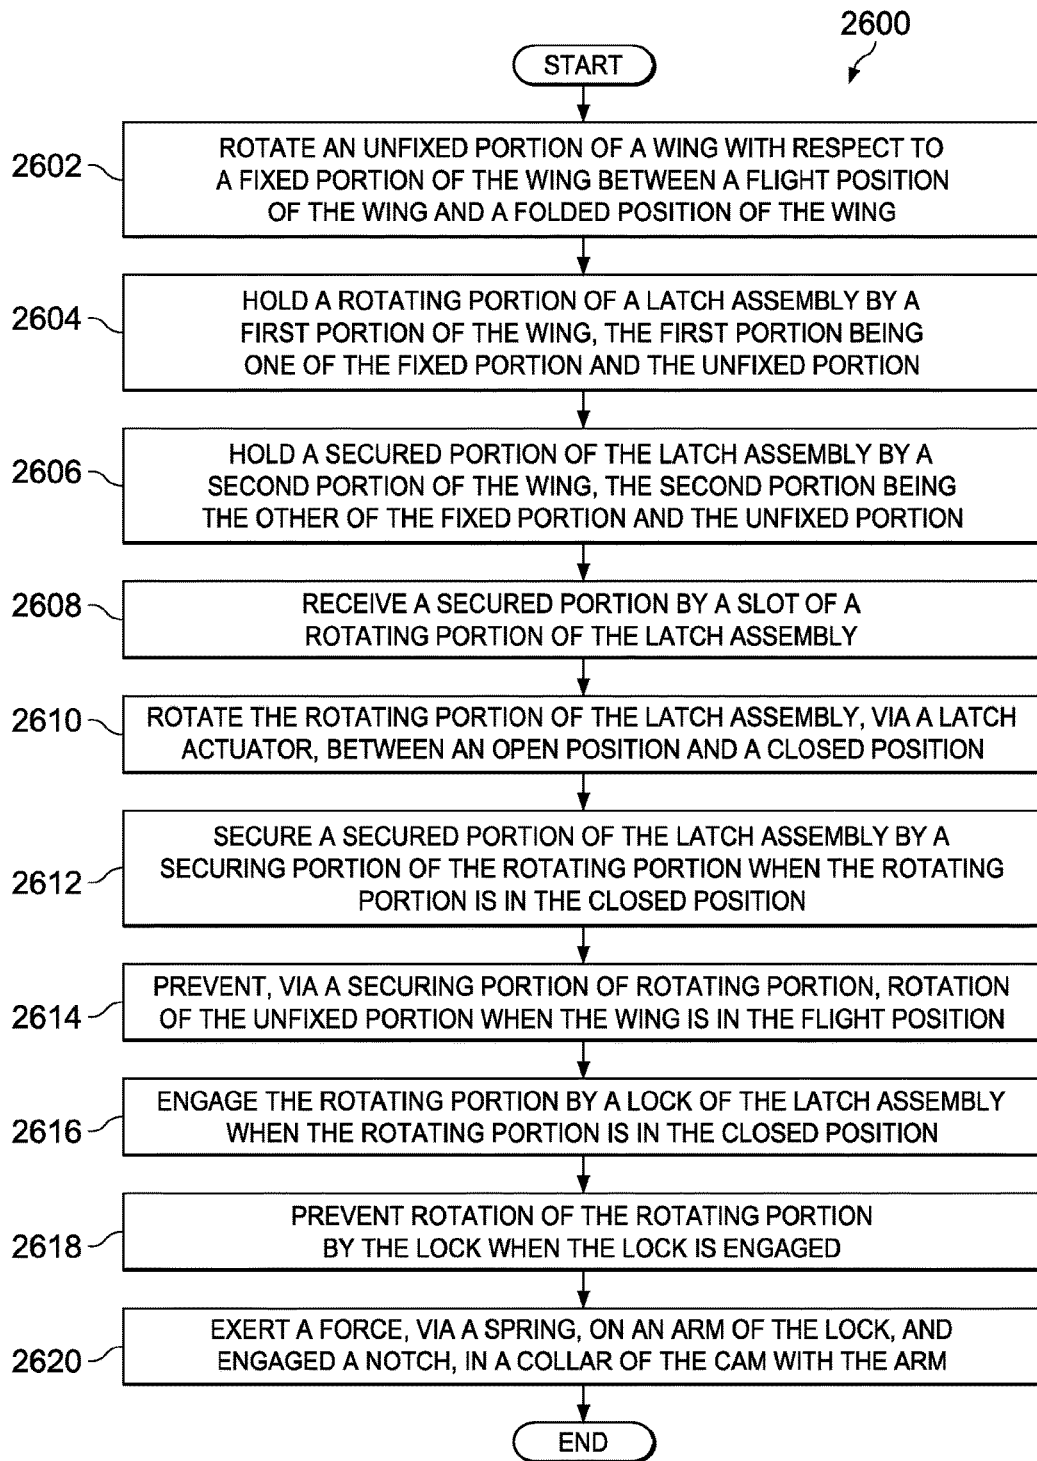 2600
START
2602
ROTATE AN UNFIXED PORTION OF A WING WITH RESPECT TO
A FIXED PORTION OF THE WING BETWEEN A FLIGHT POSITION
OF THE WING AND A FOLDED POSITION OF THE WING
2604
HOLD A ROTATING PORTION OF A LATCH ASSEMBLY BY A
FIRST PORTION OF THE WING, THE FIRST PORTION BEING
ONE OF THE FIXED PORTION AND THE UNFIXED PORTION
2606
HOLD A SECURED PORTION OF THE LATCH ASSEMBLY BY A
SECOND PORTION OF THE WING, THE SECOND PORTION BEING
THE OTHER OF THE FIXED PORTION AND THE UNFIXED PORTION
2608
RECEIVE A SECURED PORTION BY A SLOT OF A
ROTATING PORTION OF THE LATCH ASSEMBLY
2610
ROTATE THE ROTATING PORTION OF THE LATCH ASSEMBLY, VIA A LATCH
ACTUATOR, BETWEEN AN OPEN POSITION AND A CLOSED POSITION
2612
SECURE A SECURED PORTION OF THE LATCH ASSEMBLY BY A
SECURING PORTION OF THE ROTATING PORTION WHEN THE ROTATING
PORTION IS IN THE CLOSED POSITION
2614
PREVENT, VIA A SECURING PORTION OF ROTATING PORTION, ROTATION
OF THE UNFIXED PORTION WHEN THE WING IS IN THE FLIGHT POSITION
2616
ENGAGE THE ROTATING PORTION BY A LOCK OF THE LATCH ASSEMBLY
WHEN THE ROTATING PORTION IS IN THE CLOSED POSITION
2618
PREVENT ROTATION OF THE ROTATING PORTION
BY THE LOCK WHEN THE LOCK IS ENGAGED
2620
EXERT A FORCE, VIA A SPRING, ON AN ARM OF THE LOCK, AND
ENGAGED A NOTCH, IN A COLLAR OF THE CAM WITH THE ARM
END